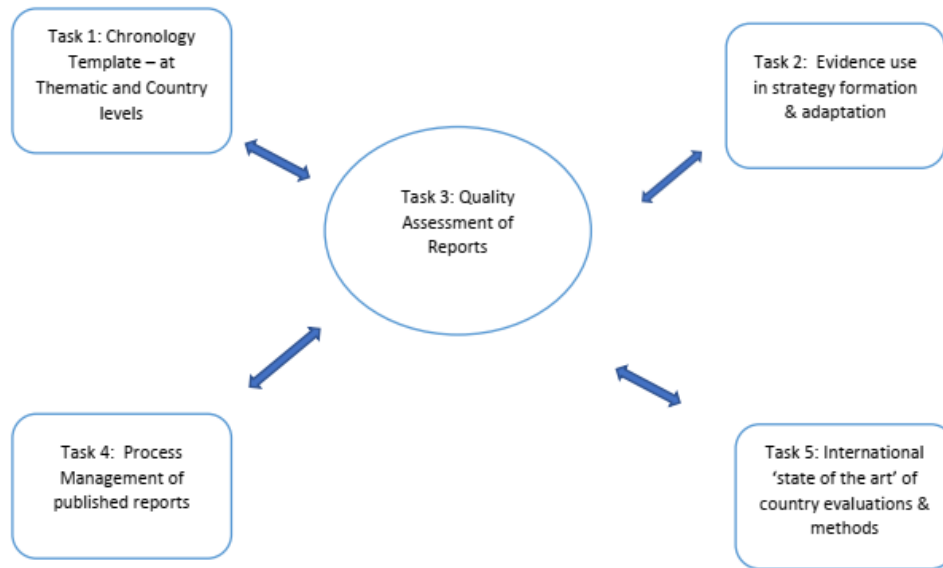 Task 1: Chronology
Template – at
Thematic and Country
levels
Task 2:  Evidence use
in strategy formation
& adaptation
Task 3: Quality
Assessment of
Reports
Task 4:  Process
Management of
published reports
Task 5: International
‘state of the art’ of
country evaluations &
methods